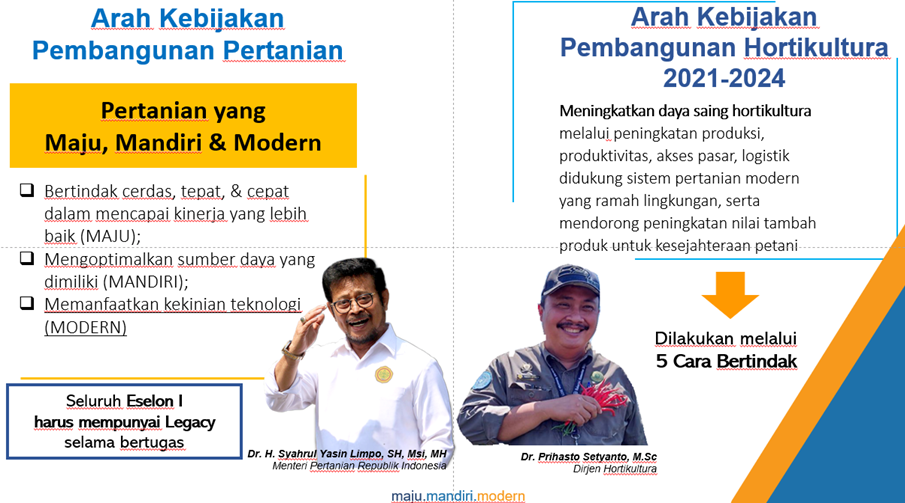 Arah Kebijakan
Pembangunan Pertanian
Pertanian yang
Maju, Mandiri & Modern
Bertindak cerdas, tepat, & cepat
dalam mencapai kinerja yang lebih
baik (MAJU);
Mengoptimalkan sumber daya yang
dimiliki (MANDIRI);
Memanfaatkan kekinian teknologi
(MODERN)
Seluruh Eselon I
harus mempunyai Legacy
selama bertugas
Dr. H. Syahrul Yasin Limpo, SH, Msi, MH
Menteri Pertanian Republik Indonesia
Arah Kebijakan
Pembangunan Hortikultura
2021-2024
Meningkatkan daya saing hortikultura
melalui peningkatan produksi,
produktivitas, akses pasar, logistik
didukung sistem pertanian modern
yang ramah lingkungan, serta
mendorong peningkatan nilai tambah
produk untuk kesejahteraan petani
Dilakukan melalui
5 Cara Bertindak
Dr. Prihasto Setyanto, M.Sc
Dirjen Hortikultura
maju.mandiri.modern